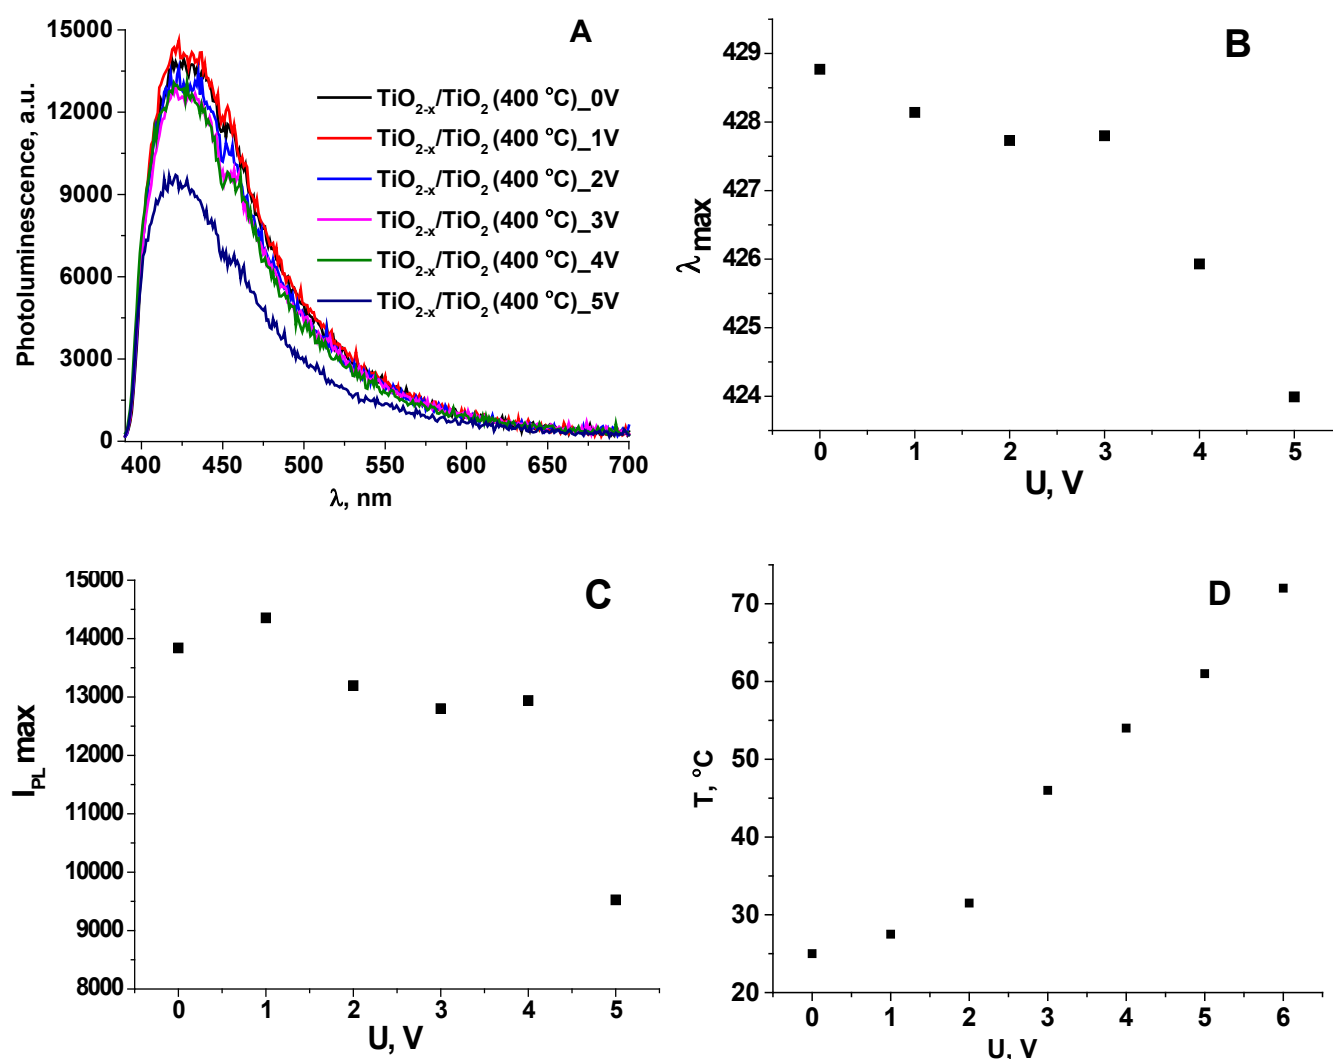 A
Photoluminescence, a.u.
15000
12000
9000
6000
3000
0
TiO2-x/TiO2 (400 °C)_0V
TiO2-x/TiO2 (400 °C)_1V
TiO2-x/TiO2 (400 °C)_2V
TiO2-x/TiO2 (400 °C)_3V
TiO2-x/TiO2 (400 °C)_4V
TiO2-x/TiO2 (400 °C)_5V
400 450 500 550 600 650 700
λ, nm
B
λmax
429
428
427
426
425
424
0 1 2 3 4 5
U, V
C
IPL max
15000
14000
13000
12000
11000
10000
9000
8000
0 1 2 3 4 5
U, V
D
T, °C
70
60
50
40
30
20
0 1 2 3 4 5 6
U, V